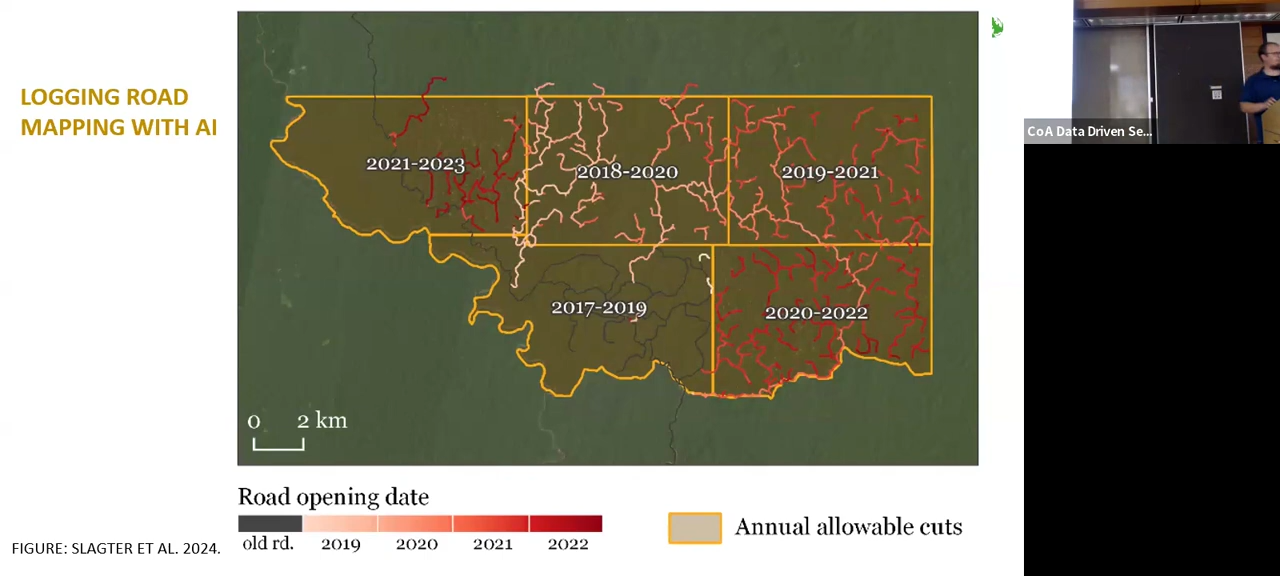 LOGGING ROAD
MAPPING WITH AI
2021-2023
2018-2020
2019-2021
2017-2019
2020-2022
0 2 km
Road opening date
old rd. 2019 2020 2021 2022
Annual allowable cuts
FIGURE: SLAGTER ET AL. 2024.
CoA Data Driven Se...